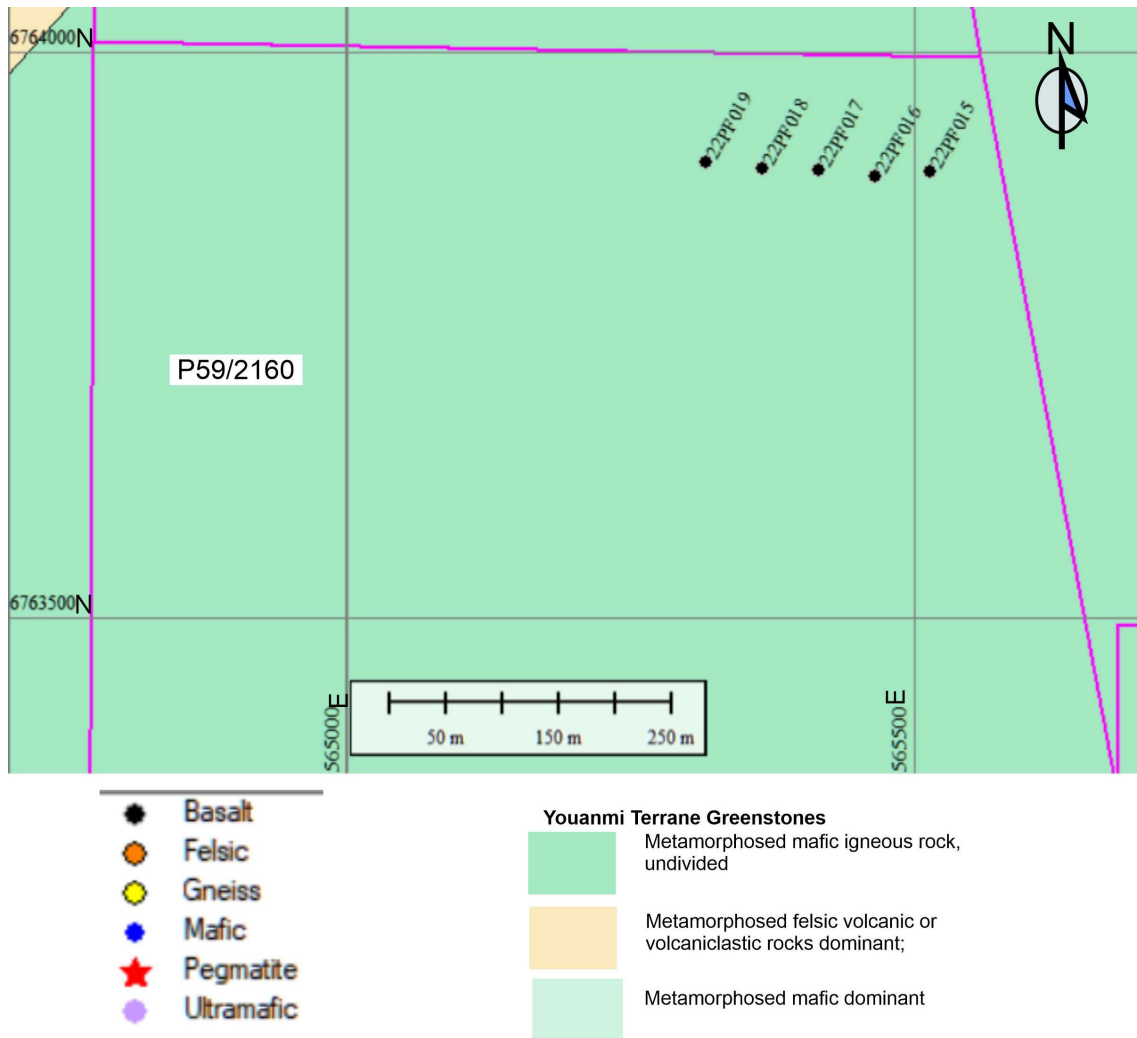 6764000N
N
22PF019
22PF018
22PF017
22PF016
22PF015
P59/2160
6763500N
565000E
565500E
50 m
150 m
250 m
Basalt
Felsic
Gneiss
Mafic
Pegmatite
Ultramafic
Youanmi Terrane Greenstones
Metamorphosed mafic igneous rock,
undivided
Metamorphosed felsic volcanic or
volcaniclastic rocks dominant;
Metamorphosed mafic dominant